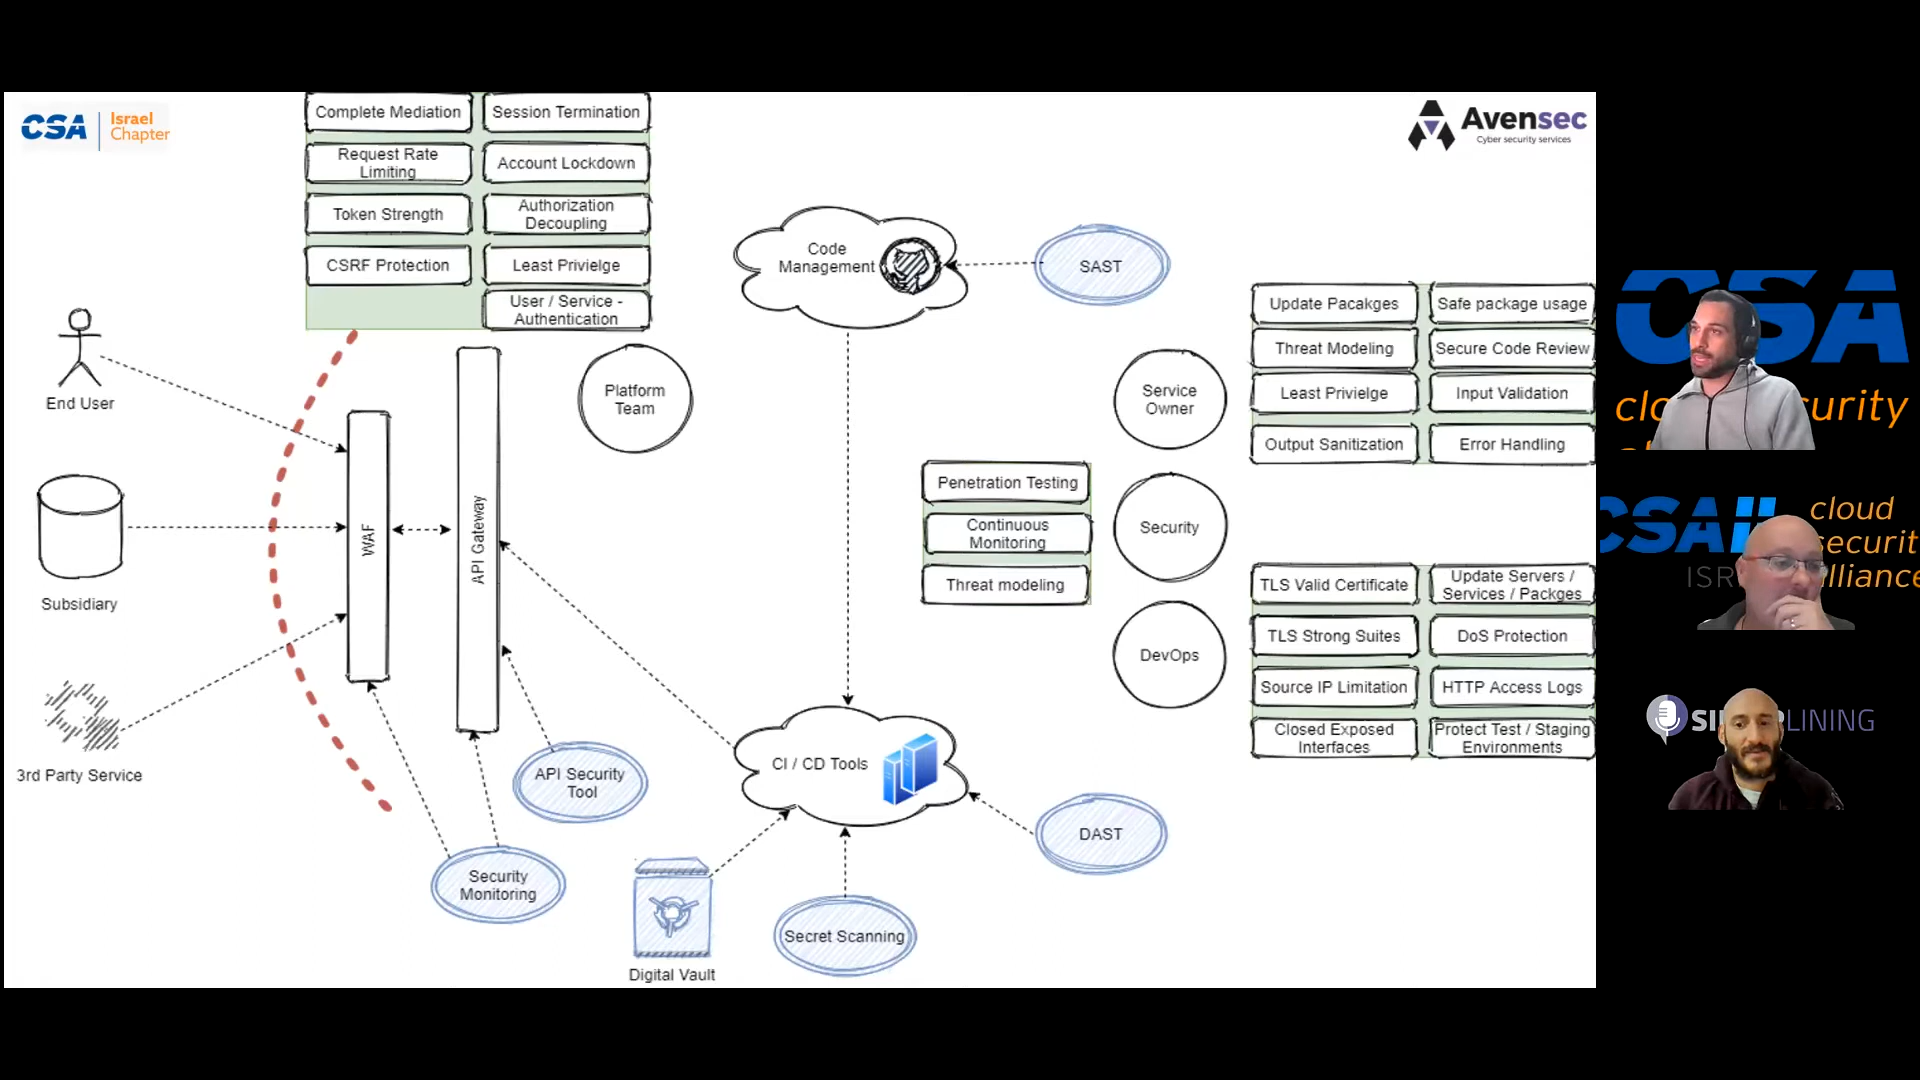 CSA
Israel
Chapter
Complete Mediation
Session Termination
Request Rate
Limiting
Account Lockdown
Token Strength
Authorization
Decoupling
CSRF Protection
Least Privielge
User / Service -
Authentication
Avensec
Cyber security services
Code
Management
SAST
End User
Subsidiary
3rd Party Service
WAF
API Gateway
Platform
Team
Service
Owner
Security
DevOps
Update Pacakges
Safe package usage
Threat Modeling
Secure Code Review
Least Privielge
Input Validation
Output Sanitization
Error Handling
Penetration Testing
Continuous
Monitoring
Threat modeling
TLS Valid Certificate
Update Servers /
Services / Packges
TLS Strong Suites
DoS Protection
Source IP Limitation
HTTP Access Logs
Closed Exposed
Interfaces
Protect Test / Staging
Environments
API Security
Tool
CI / CD Tools
Security
Monitoring
Digital Vault
Secret Scanning
DAST
CSA
CSA
cloud